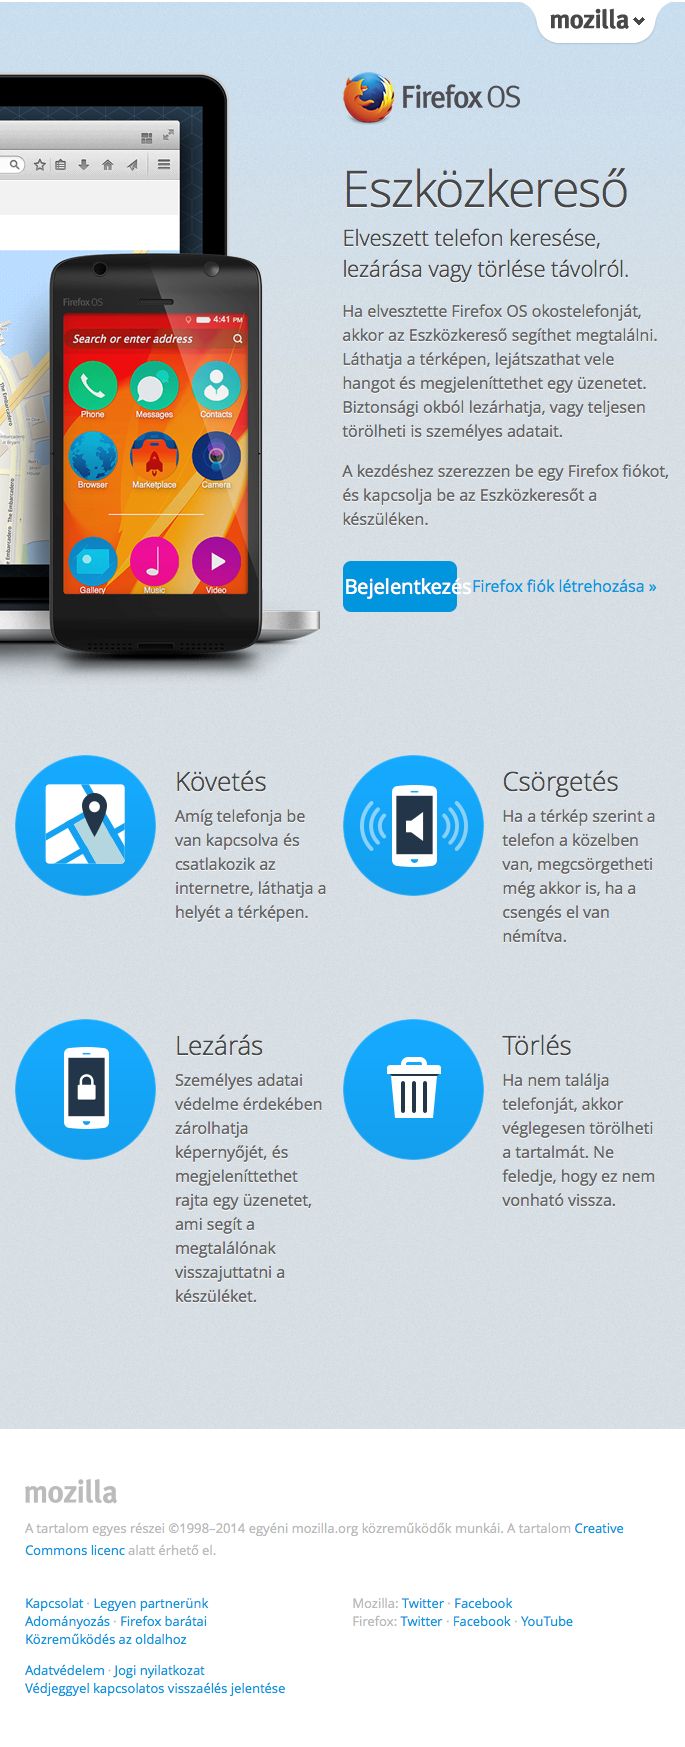 mozilla
Firefox OS
Eszközkereső
Elveszett telefon keresése,
lezárása vagy törlése távolról.
Ha elvesztette Firefox OS okostelefonját,
akkor az Eszközkereső segíthet megtalálni.
Láthatja a térképen, lejátszathat vele
hangot és megjeleníttethet egy üzenetet.
Biztonsági okból lezárhatja, vagy teljesen
törölheti is személyes adatait.
A kezdéshez szerezzen be egy Firefox fiókot,
és kapcsolja be az Eszközkeresőt a
készüléken.
Bejelentkezés
Firefox fiók létrehozása »
Firefox OS
4:41 PM
Search or enter address
Phone Messages Contacts
Browser Marketplace Camera
Gallery Music Video
The Embarcadero
The Embarcadero
Követés
Amíg telefonja be
van kapcsolva és
csatlakozik az
internetre, láthatja a
helyét a térképen.
Csörgetés
Ha a térkép szerint a
telefon a közelben
van, megcsörgetheti
még akkor is, ha a
csengés el van
némítva.
Lezárás
Személyes adatai
védelme érdekében
zárolhatja
képernyőjét, és
megjeleníttethet
rajta egy üzenetet,
ami segít a
megtalálónak
visszajuttatni a
készüléket.
Törlés
Ha nem találja
telefonját, akkor
véglegesen törölheti
a tartalmát. Ne
feledje, hogy ez nem
vonható vissza.
mozilla
A tartalom egyes részei ©1998–2014 egyéni mozilla.org közreműködők munkái. A tartalom Creative
Commons licenc alatt érhető el.
Kapcsolat · Legyen partnerünk
Adományozás · Firefox barátai
Közreműködés az oldalhoz
Adatvédelem · Jogi nyilatkozat
Védjeggyel kapcsolatos visszaélés jelentése
Mozilla: Twitter · Facebook
Firefox: Twitter · Facebook · YouTube